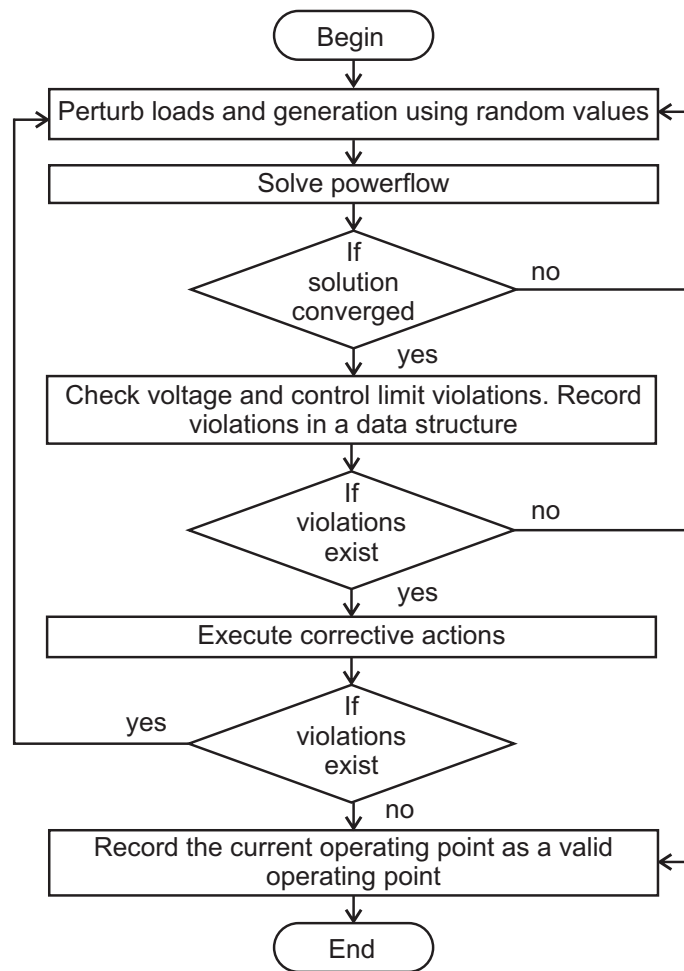 Begin
Perturb loads and generation using random values
Solve powerflow
If
solution
converged
no
yes
Check voltage and control limit violations. Record
violations in a data structure
If
violations
exist
no
yes
Execute corrective actions
If
violations
exist
yes
no
Record the current operating point as a valid
operating point
End